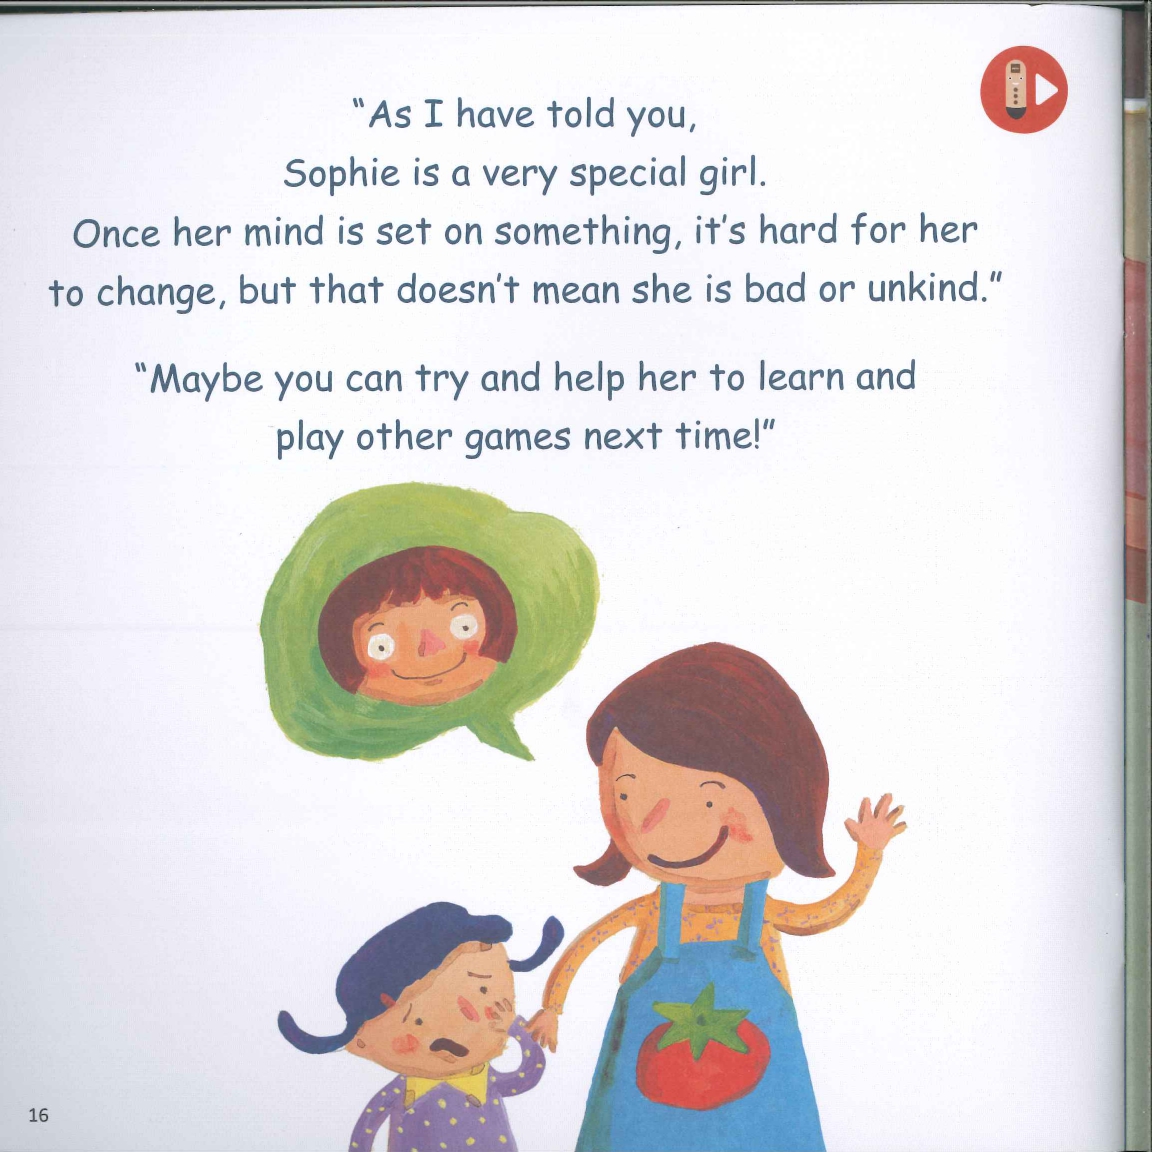 “As I have told you,
Sophie is a very special girl.
Once her mind is set on something, it’s hard for her
to change, but that doesn’t mean she is bad or unkind.”
“Maybe you can try and help her to learn and
play other games next time!”
16